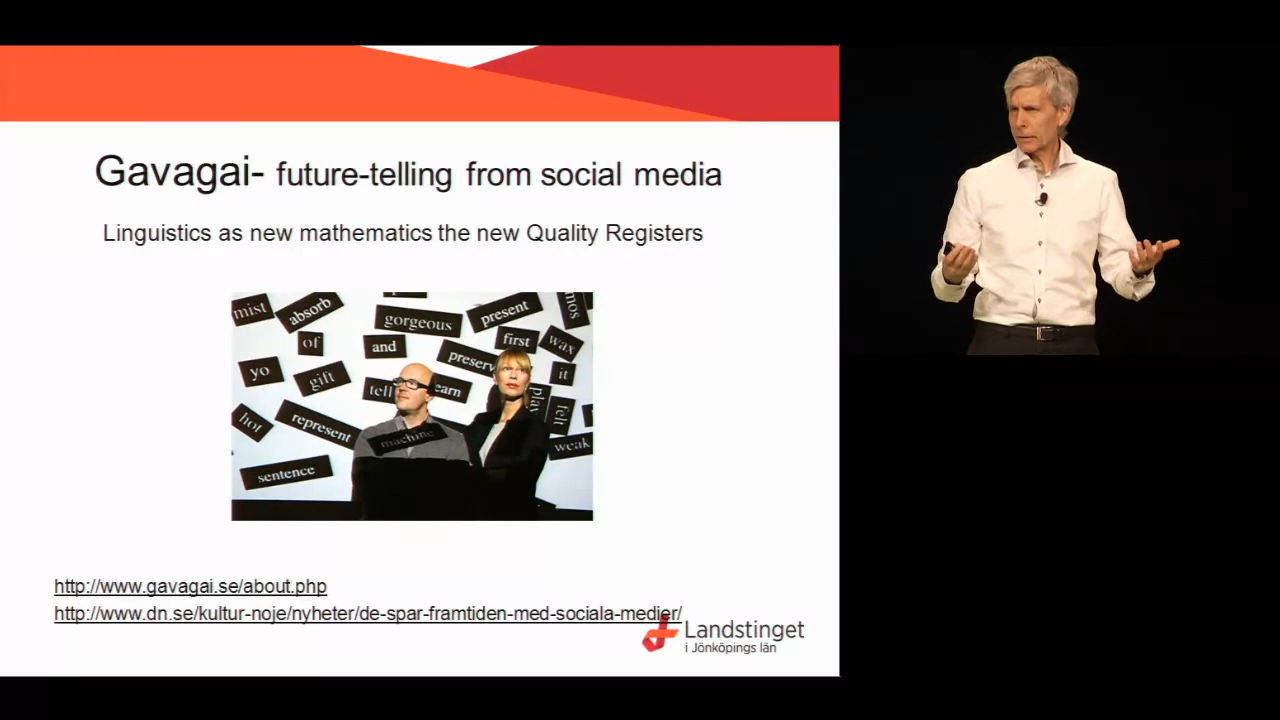 Gavagai- future-telling from social media
Linguistics as new mathematics the new Quality Registers
mist
absorb
gorgeous
present
of
and
first
wax
yo
gift
preserv
it
tell
earn
play
felt
hot
represent
machine
weak
sentence
http://www.gavagai.se/about.php
http://www.dn.se/kultur-noje/nyheter/de-spar-framtiden-med-sociala-medier/
Landstinget
i Jönköpings län